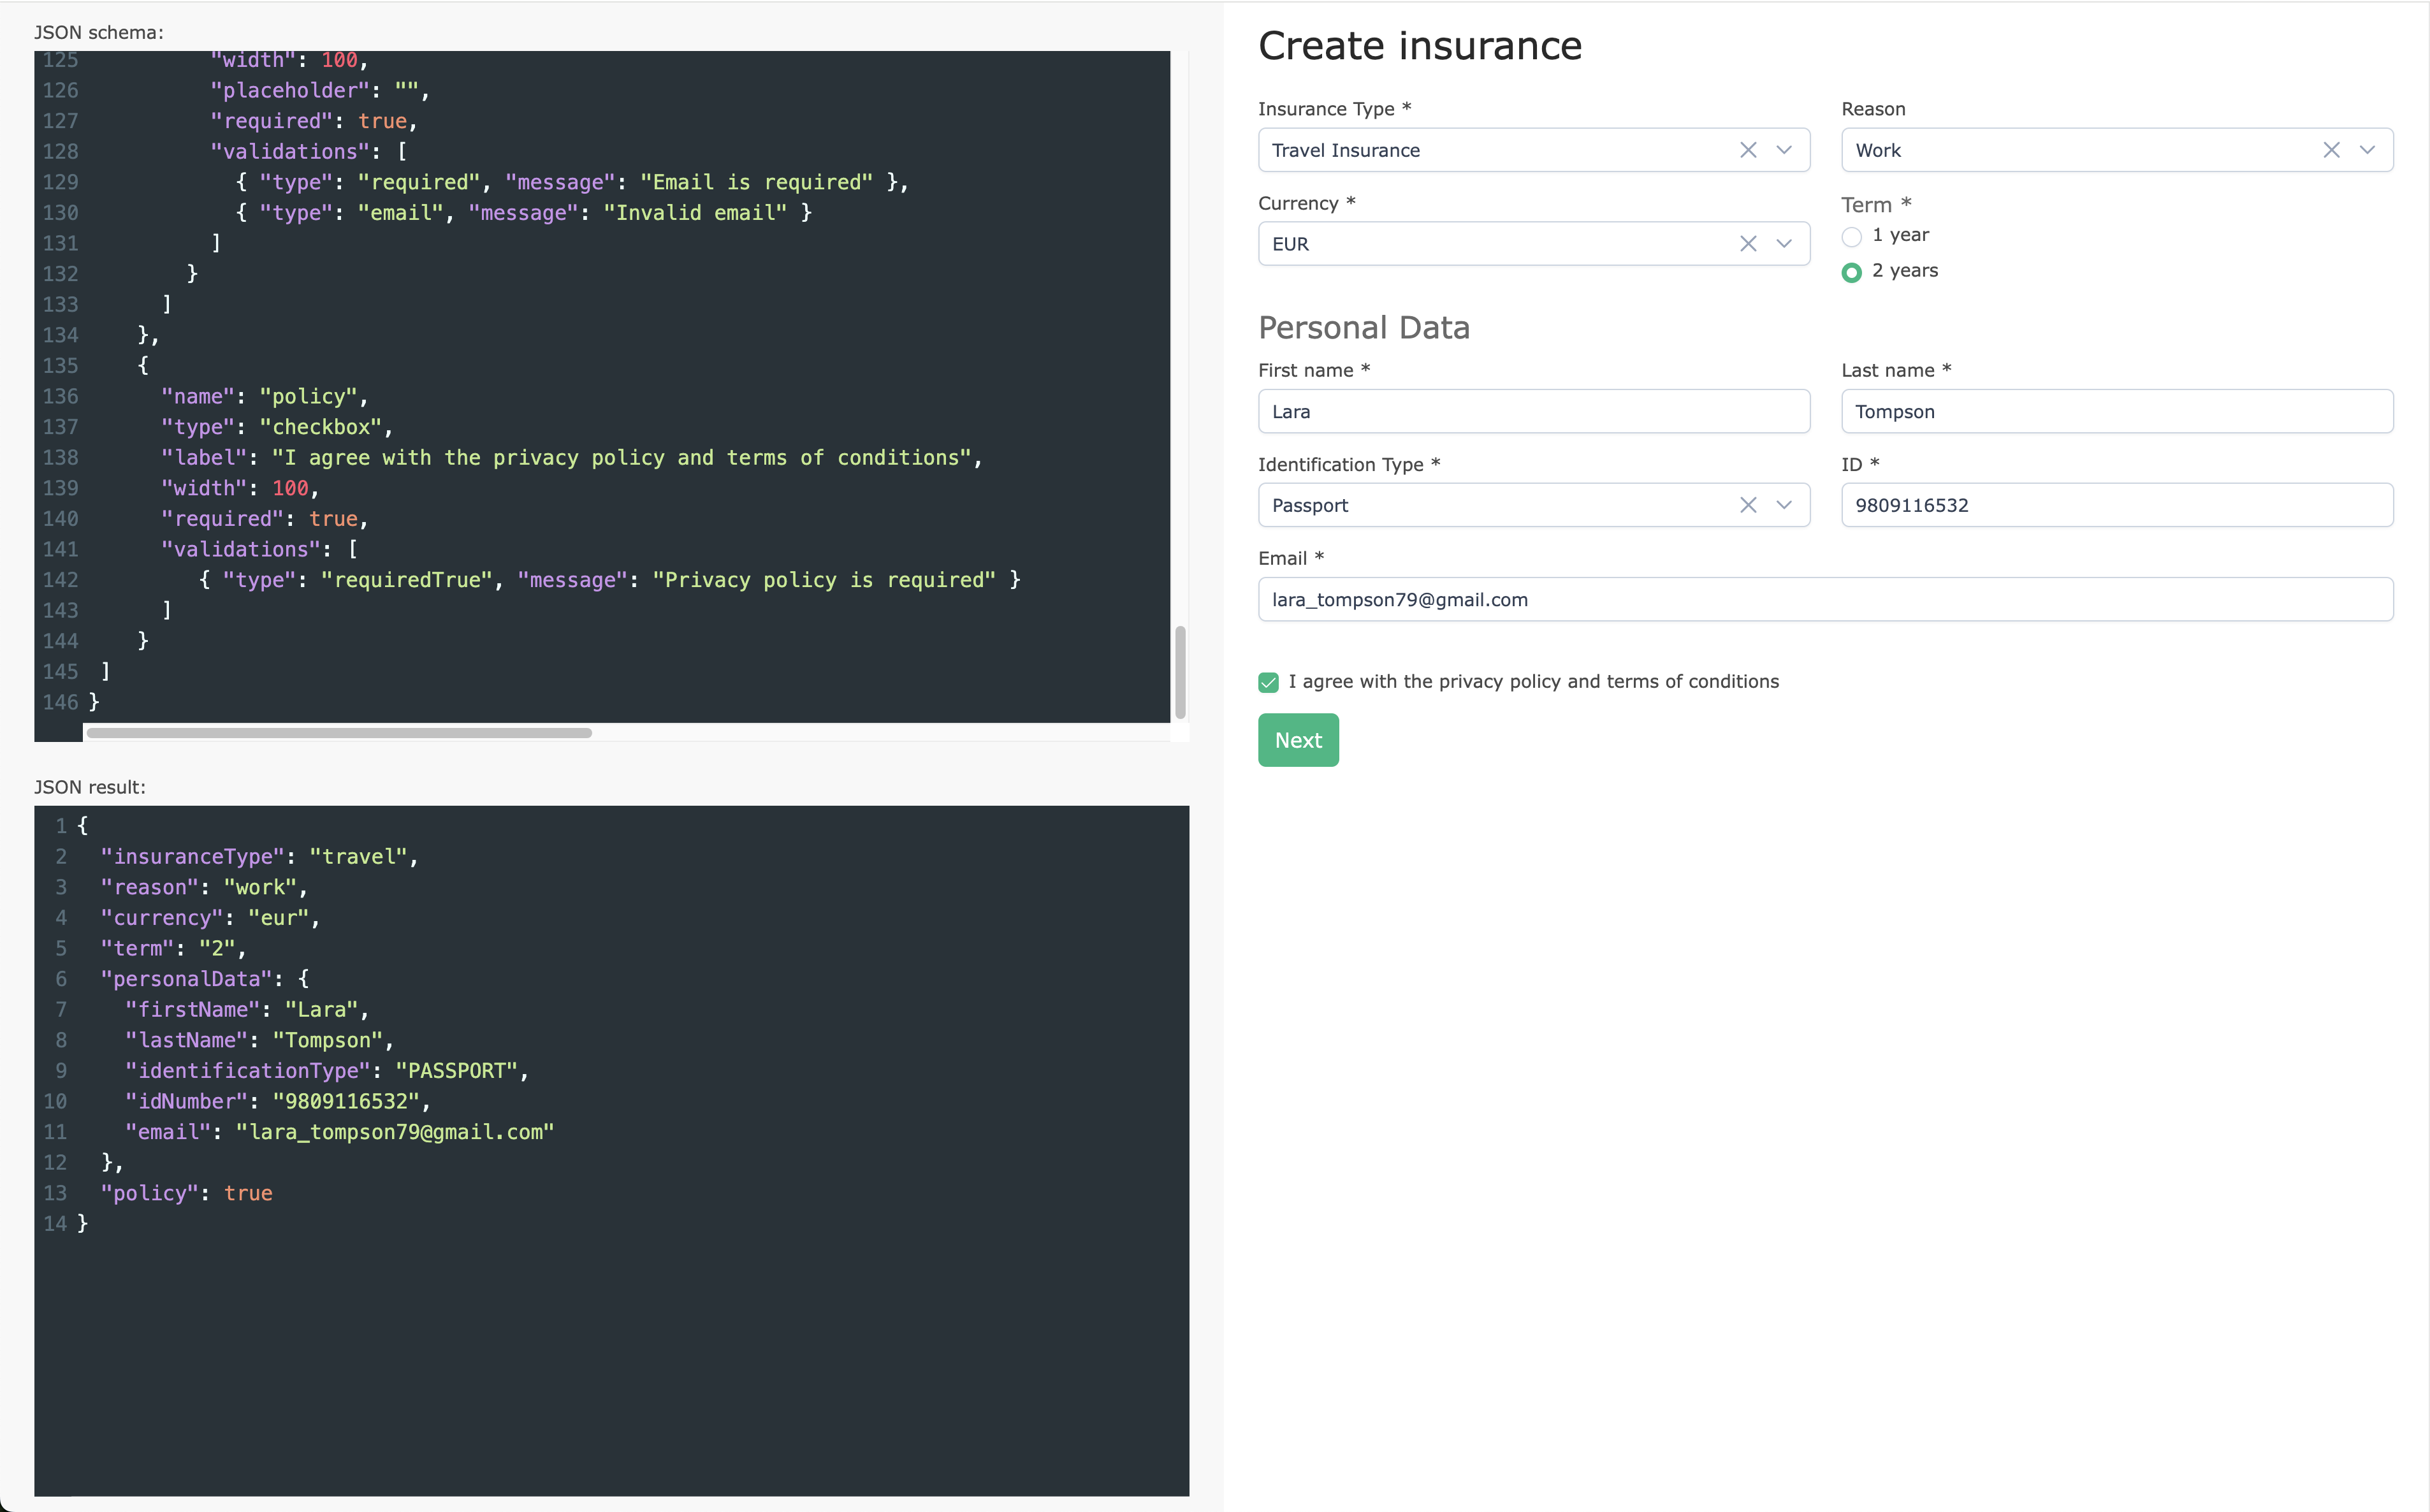 JSON schema:
125 "width": 100,
126 "placeholder": "",
127 "required": true,
128 "validations": [
129 { "type": "required", "message": "Email is required" },
130 { "type": "email", "message": "Invalid email" }
131 ]
132 }
133 ]
134 },
135 {
136 "name": "policy",
137 "type": "checkbox",
138 "label": "I agree with the privacy policy and terms of conditions",
139 "width": 100,
140 "required": true,
141 "validations": [
142 { "type": "requiredTrue", "message": "Privacy policy is required" }
143 ]
144 }
145 ]
146 }
JSON result:
1 {
2 "insuranceType": "travel",
3 "reason": "work",
4 "currency": "eur",
5 "term": "2",
6 "personalData": {
7 "firstName": "Lara",
8 "lastName": "Tompson",
9 "identificationType": "PASSPORT",
10 "idNumber": "9809116532",
11 "email": "lara_tompson79@gmail.com"
12 },
13 "policy": true
14 }
Create insurance
Insurance Type *
Travel Insurance
Reason
Work
Currency *
EUR
Term *
1 year
2 years
Personal Data
First name *
Lara
Last name *
Tompson
Identification Type *
Passport
ID *
9809116532
Email *
lara_tompson79@gmail.com
I agree with the privacy policy and terms of conditions
Next